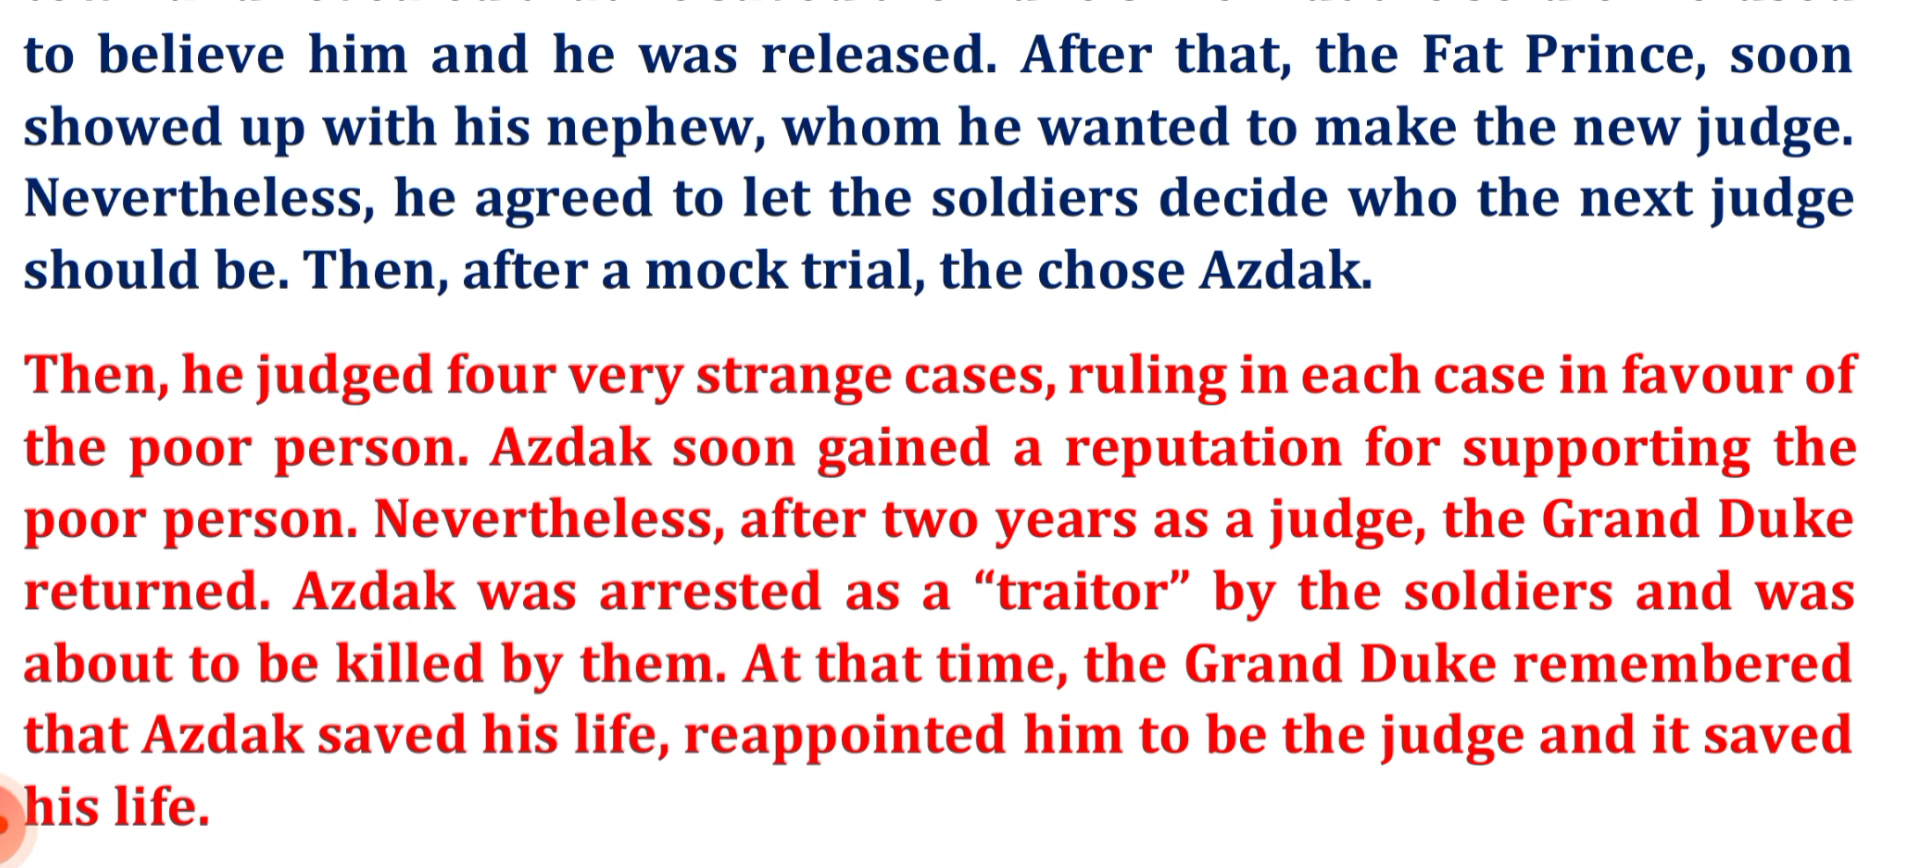 to believe him and he was released. After that, the Fat Prince, soon
showed up with his nephew, whom he wanted to make the new judge.
Nevertheless, he agreed to let the soldiers decide who the next judge
should be. Then, after a mock trial, the chose Azdak.
Then, he judged four very strange cases, ruling in each case in favour of
the poor person. Azdak soon gained a reputation for supporting the
poor person. Nevertheless, after two years as a judge, the Grand Duke
returned. Azdak was arrested as a “traitor” by the soldiers and was
about to be killed by them. At that time, the Grand Duke remembered
that Azdak saved his life, reappointed him to be the judge and it saved
his life.